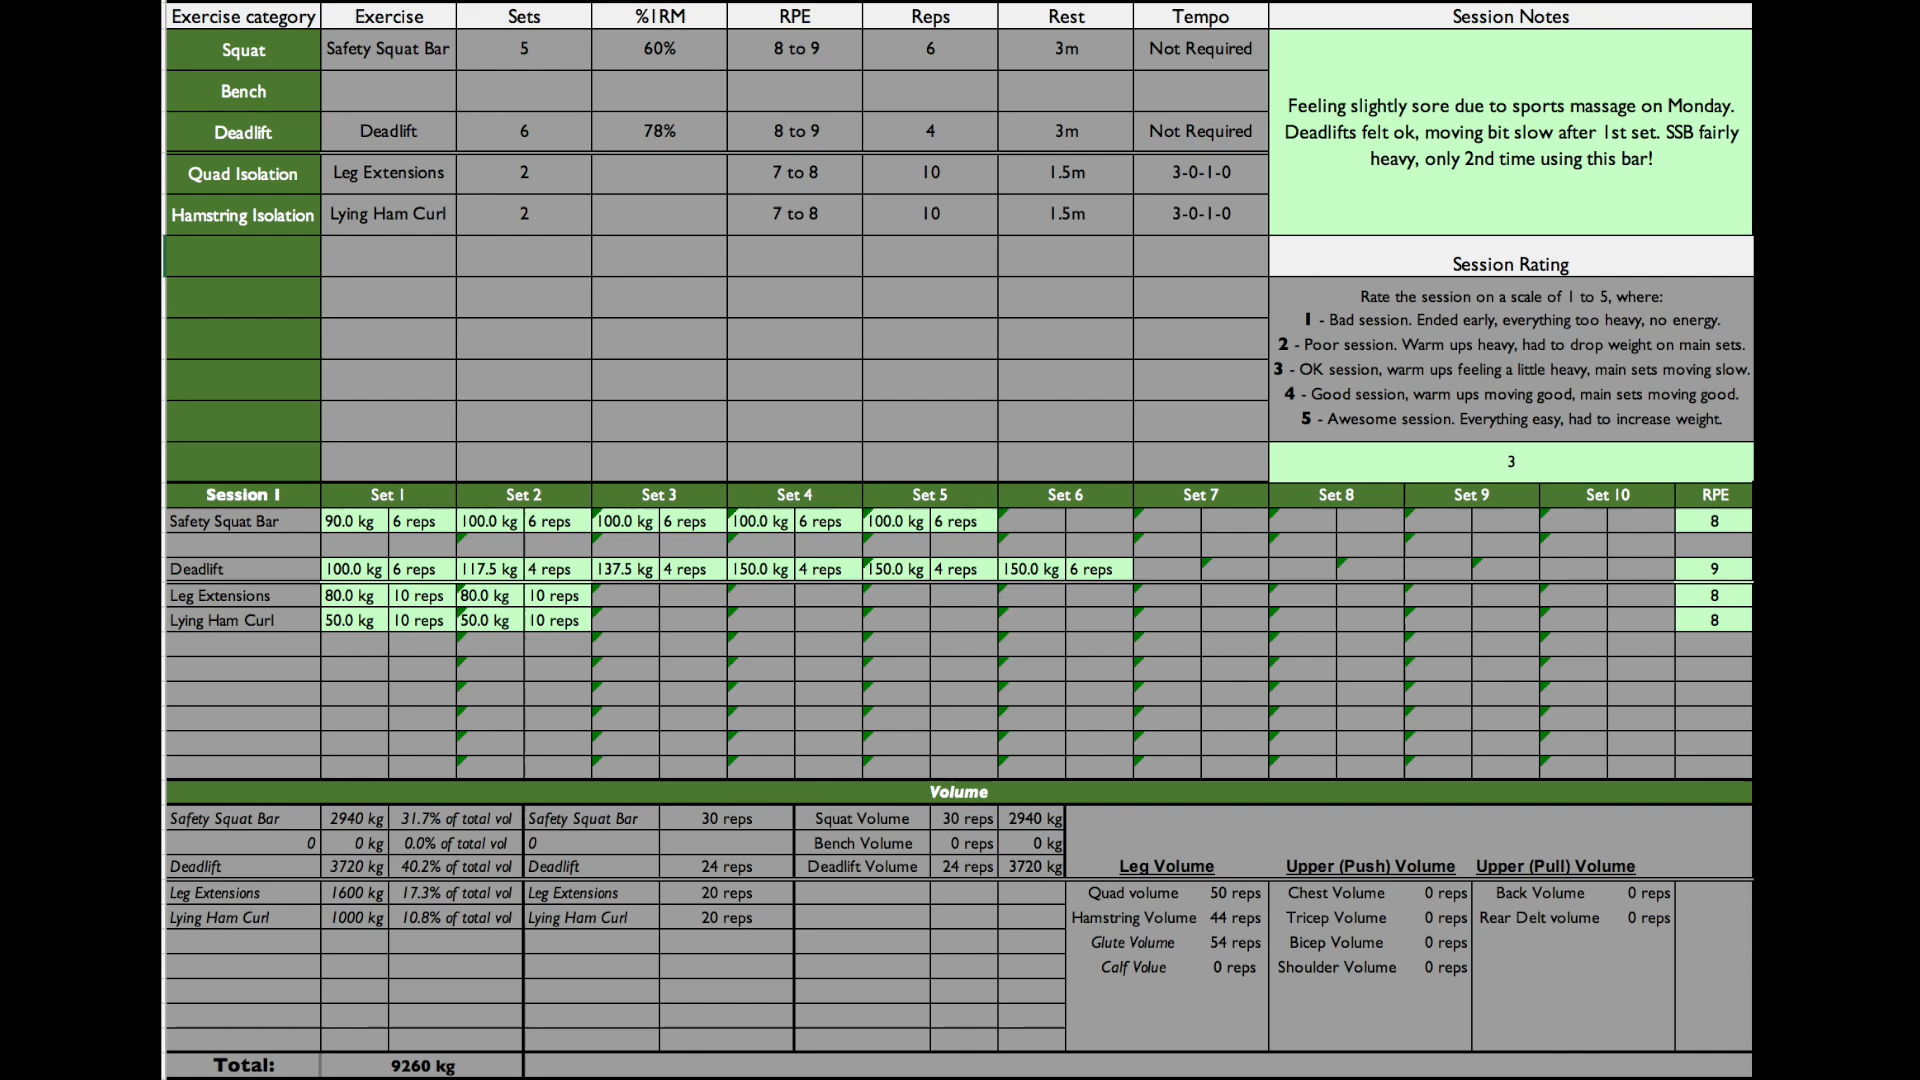 Exercise category Exercise Sets %1RM RPE Reps Rest Tempo Session Notes
Squat Safety Squat Bar 5 60% 8 to 9 6 3m Not Required
Bench
Deadlift Deadlift 6 78% 8 to 9 4 3m Not Required
Quad Isolation Leg Extensions 2 7 to 8 10 1.5m 3-0-1-0
Hamstring Isolation Lying Ham Curl 2 7 to 8 10 1.5m 3-0-1-0
Feeling slightly sore due to sports massage on Monday.
Deadlifts felt ok, moving bit slow after 1st set. SSB fairly
heavy, only 2nd time using this bar!
Session Rating
Rate the session on a scale of 1 to 5, where:
1 - Bad session. Ended early, everything too heavy, no energy.
2 - Poor session. Warm ups heavy, had to drop weight on main sets.
3 - OK session, warm ups feeling a little heavy, main sets moving slow.
4 - Good session, warm ups moving good, main sets moving good.
5 - Awesome session. Everything easy, had to increase weight.
3
Session 1 Set 1 Set 2 Set 3 Set 4 Set 5 Set 6 Set 7 Set 8 Set 9 Set 10 RPE
Safety Squat Bar 90.0 kg 6 reps 100.0 kg 6 reps 100.0 kg 6 reps 100.0 kg 6 reps 100.0 kg 6 reps 8
Deadlift 100.0 kg 6 reps 117.5 kg 4 reps 137.5 kg 4 reps 150.0 kg 4 reps 150.0 kg 4 reps 150.0 kg 6 reps 9
Leg Extensions 80.0 kg 10 reps 80.0 kg 10 reps 8
Lying Ham Curl 50.0 kg 10 reps 50.0 kg 10 reps 8
Volume
Safety Squat Bar 2940 kg 31.7% of total vol Safety Squat Bar 30 reps Squat Volume 30 reps 2940 kg
0 0 kg 0.0% of total vol 0 Bench Volume 0 reps 0 kg
Deadlift 3720 kg 40.2% of total vol Deadlift 24 reps Deadlift Volume 24 reps 3720 kg Leg Volume Upper (Push) Volume Upper (Pull) Volume
Leg Extensions 1600 kg 17.3% of total vol Leg Extensions 20 reps Quad volume 50 reps Chest Volume 0 reps Back Volume 0 reps
Lying Ham Curl 1000 kg 10.8% of total vol Lying Ham Curl 20 reps Hamstring Volume 44 reps Tricep Volume 0 reps Rear Delt volume 0 reps
Glute Volume 54 reps Bicep Volume 0 reps
Calf Volue 0 reps Shoulder Volume 0 reps
Total: 9260 kg